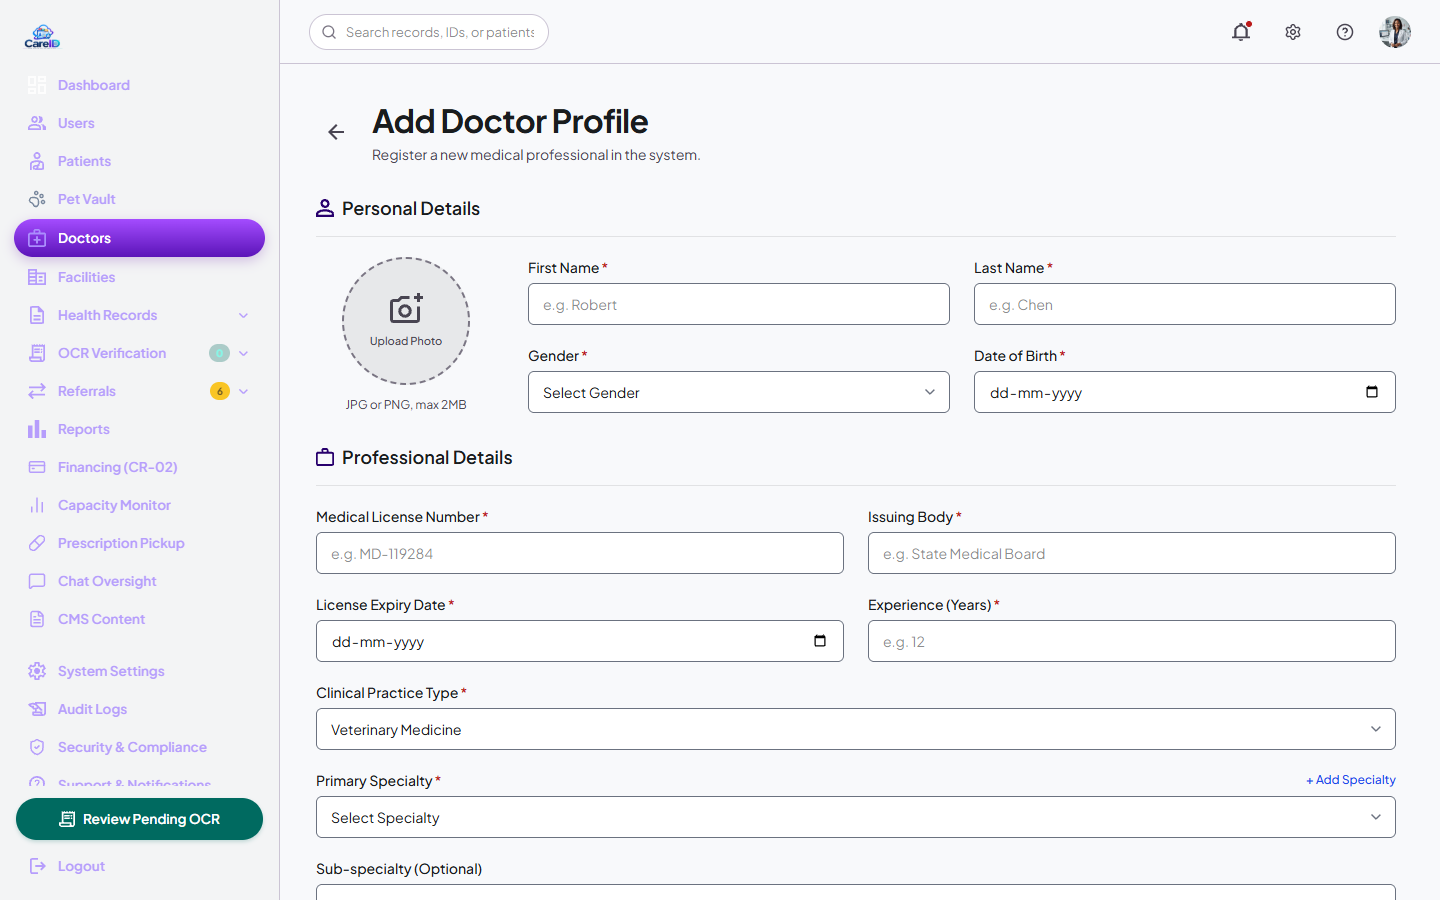 CareID
Search records, IDs, or patients
Dashboard
Users
Patients
Pet Vault
Doctors
Facilities
Health Records
OCR Verification 0
Referrals 6
Reports
Financing (CR-02)
Capacity Monitor
Prescription Pickup
Chat Oversight
CMS Content
System Settings
Audit Logs
Security & Compliance
Support & Notifications
Review Pending OCR
Logout
Add Doctor Profile
Register a new medical professional in the system.
Personal Details
Upload Photo
JPG or PNG, max 2MB
First Name *
e.g. Robert
Last Name *
e.g. Chen
Gender *
Select Gender
Date of Birth *
dd-mm-yyyy
Professional Details
Medical License Number *
e.g. MD-119284
Issuing Body *
e.g. State Medical Board
License Expiry Date *
dd-mm-yyyy
Experience (Years) *
e.g. 12
Clinical Practice Type *
Veterinary Medicine
Primary Specialty *
+ Add Specialty
Select Specialty
Sub-specialty (Optional)